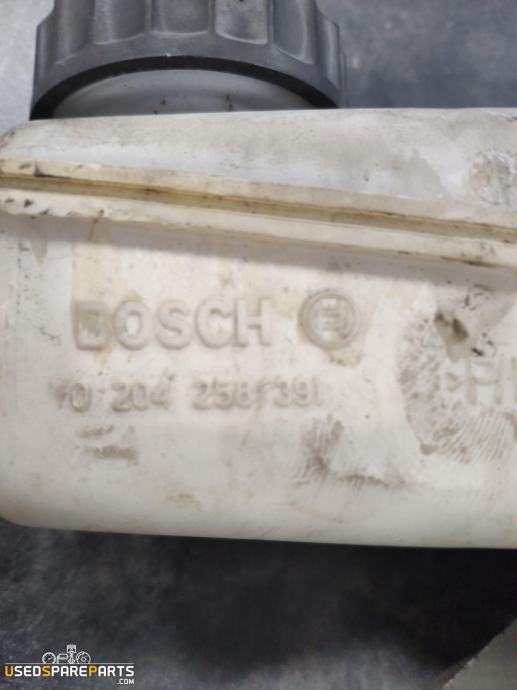 BOSCH
0 204 258 391
USEDSPAREPARTS
.COM